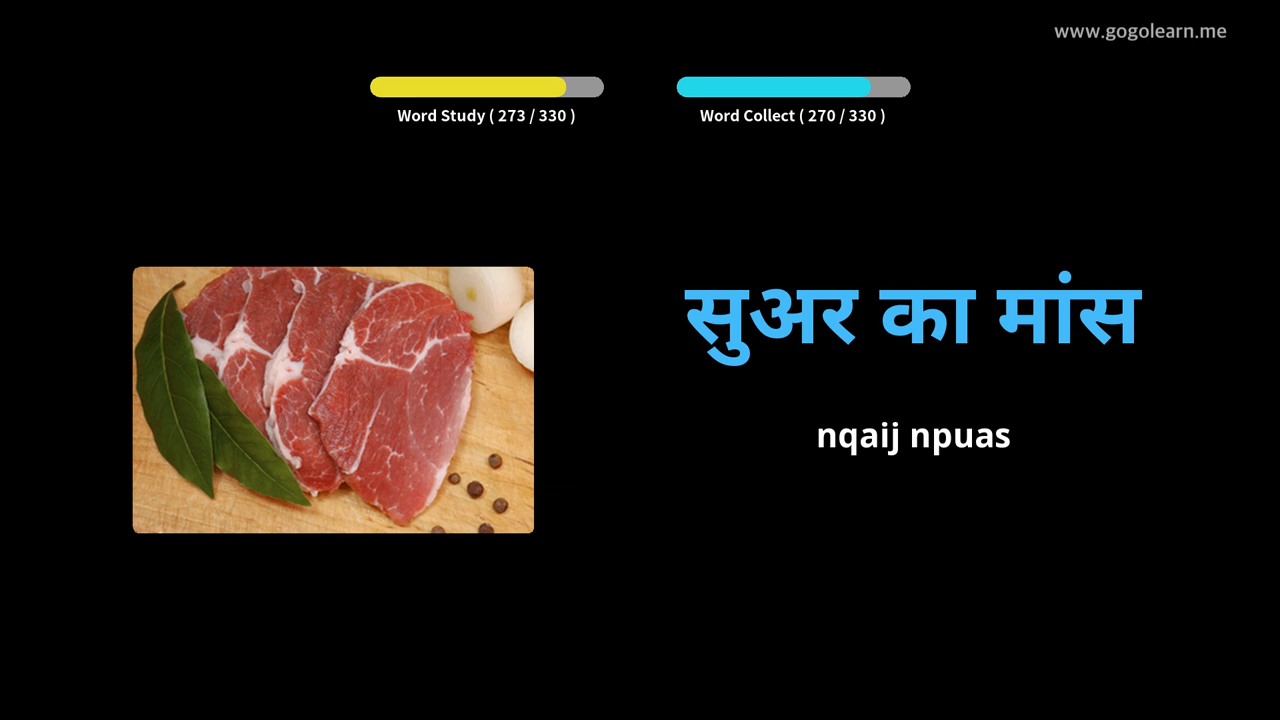 www.gogolearn.me
Word Study ( 273 / 330 )
Word Collect ( 270 / 330 )
सुअर का मांस
nqaij npuas